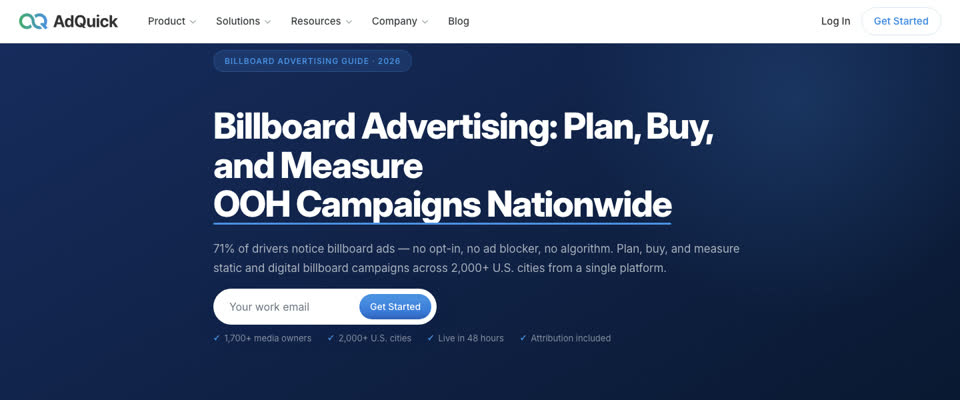 AdQuick
Product
Solutions
Resources
Company
Blog
Log In
Get Started
BILLBOARD ADVERTISING GUIDE · 2026
Billboard Advertising: Plan, Buy,
and Measure
OOH Campaigns Nationwide
71% of drivers notice billboard ads — no opt-in, no ad blocker, no algorithm. Plan, buy, and measure
static and digital billboard campaigns across 2,000+ U.S. cities from a single platform.
Your work email
Get Started
✓ 1,700+ media owners
✓ 2,000+ U.S. cities
✓ Live in 48 hours
✓ Attribution included